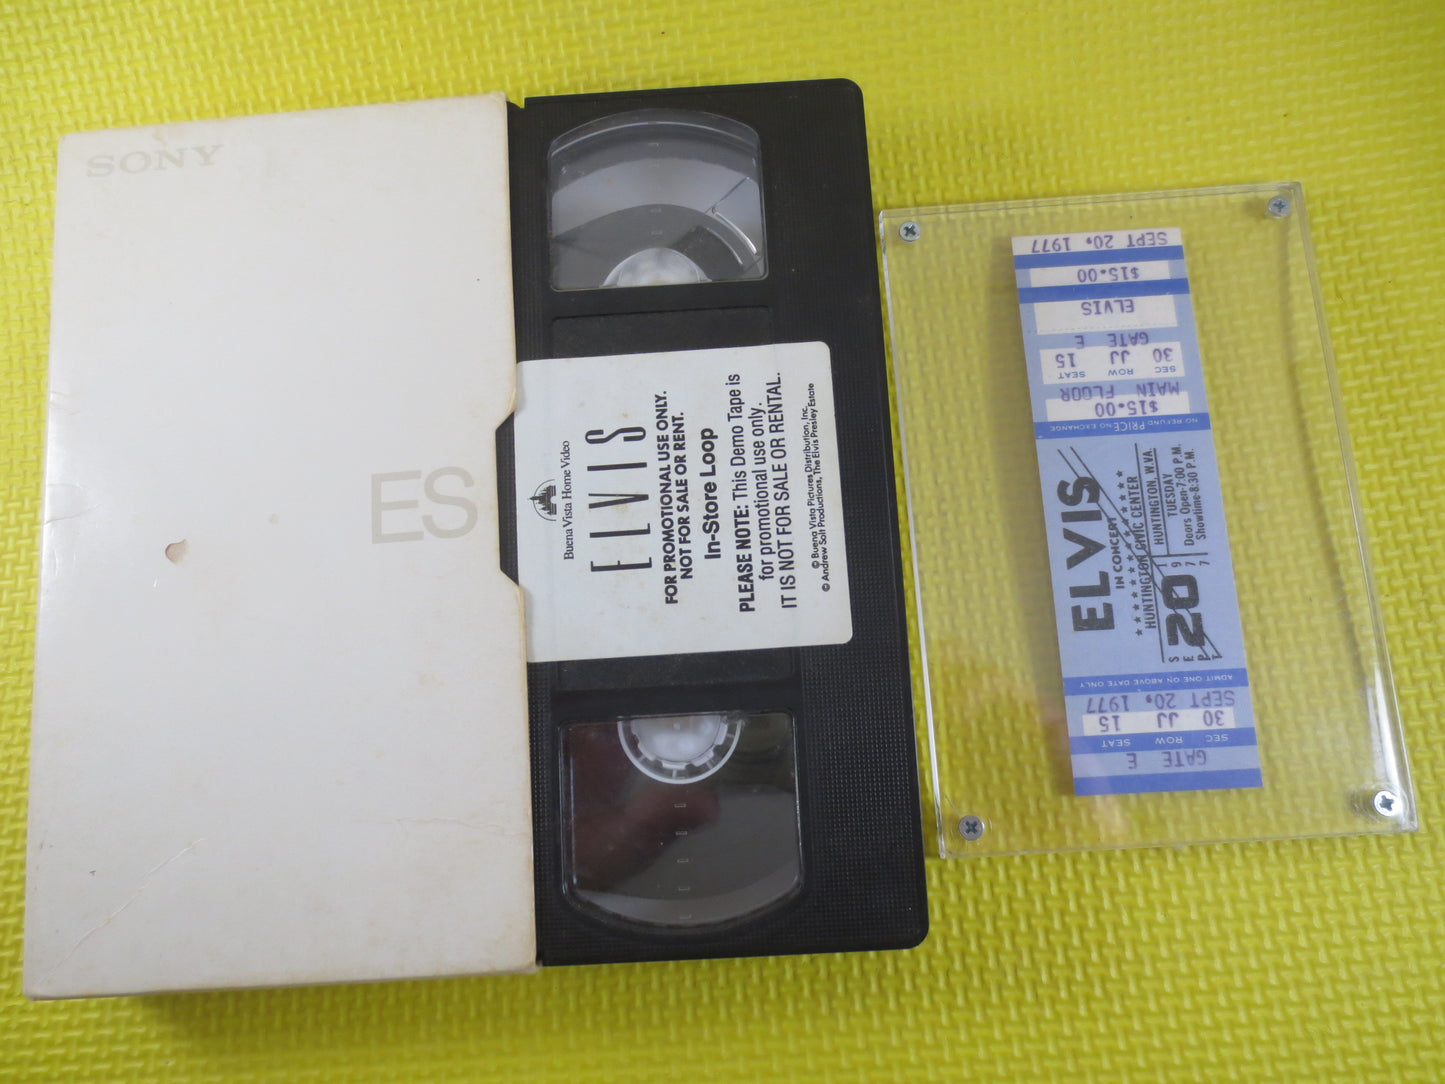 SONY
ES
Buena Vista Home Video
ELVIS
FOR PROMOTIONAL USE ONLY.
NOT FOR SALE OR RENT.
In-Store Loop
PLEASE NOTE: This Demo Tape is
for promotional use only.
IT IS NOT FOR SALE OR RENTAL.
© Buena Vista Pictures Distribution, Inc.
© Andrew Solt Productions, The Elvis Presley Estate
SEPT 20, 1977
$15.00
ELVIS
GATE E
30 JJ 15
SEC ROW SEAT
MAIN FLOOR
$15.00
NO REFUND PRICE NO EXCHANGE
ELVIS
IN CONCERT
★★★★★★★★★★★★★★★★
HUNTINGTON CIVIC CENTER
HUNTINGTON, W.VA.
SEPT 20 1977
TUESDAY
Doors Open-7:00 P.M.
Showtime-8:30 P.M.
ADMIT ONE ON ABOVE DATE ONLY
SEPT 20, 1977
30 JJ 15
SEC ROW SEAT
GATE E